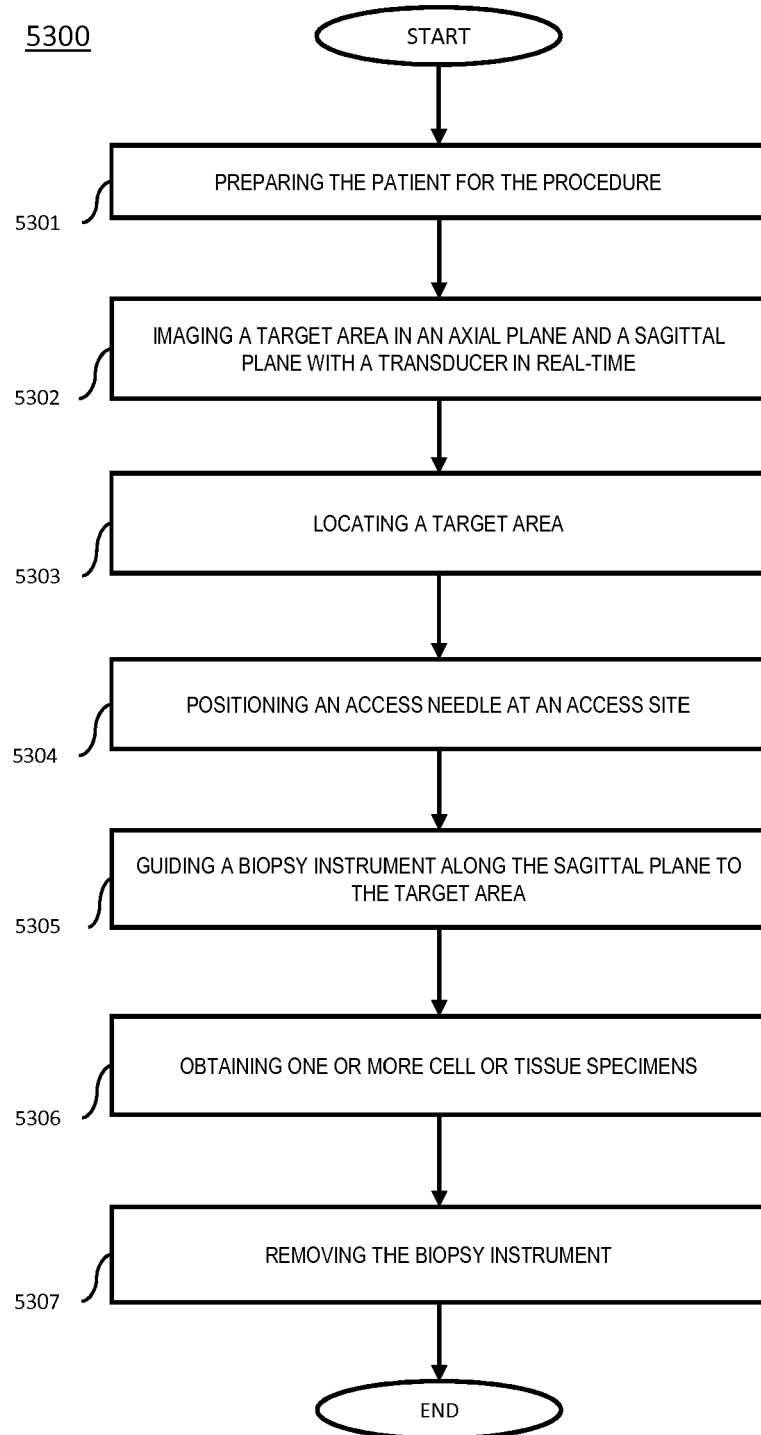 5300
START
PREPARING THE PATIENT FOR THE PROCEDURE
5301
IMAGING A TARGET AREA IN AN AXIAL PLANE AND A SAGITTAL
PLANE WITH A TRANSDUCER IN REAL-TIME
5302
LOCATING A TARGET AREA
5303
POSITIONING AN ACCESS NEEDLE AT AN ACCESS SITE
5304
GUIDING A BIOPSY INSTRUMENT ALONG THE SAGITTAL PLANE TO
THE TARGET AREA
5305
OBTAINING ONE OR MORE CELL OR TISSUE SPECIMENS
5306
REMOVING THE BIOPSY INSTRUMENT
5307
END